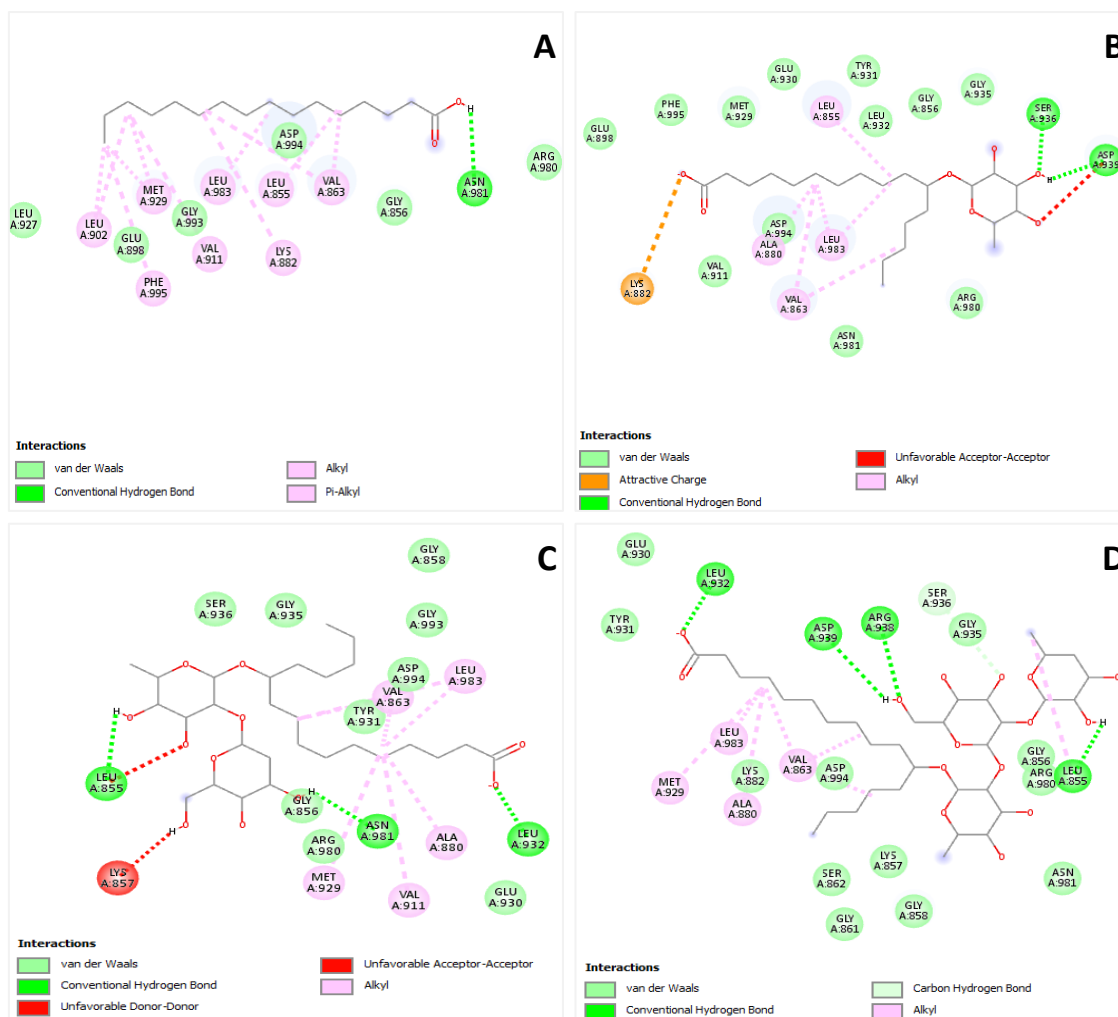 A
ASP
A:994
ARG
A:980
MET
A:929
LEU
A:983
LEU
A:855
VAL
A:863
ASN
A:981
LEU
A:927
LEU
A:902
GLY
A:993
GLY
A:856
GLU
A:898
VAL
A:911
LYS
A:882
PHE
A:995
H
O
O
Interactions
van der Waals
Conventional Hydrogen Bond
Alkyl
Pi-Alkyl
B
GLU
A:930
TYR
A:931
GLY
A:935
PHE
A:995
MET
A:929
LEU
A:855
LEU
A:932
GLY
A:856
SER
A:936
GLU
A:898
ASP
A:939
ASP
A:994
ALA
A:880
LEU
A:983
VAL
A:911
LYS
A:882
VAL
A:863
ARG
A:980
ASN
A:981
O-
O
O
O
O
O
O
H
Interactions
van der Waals
Attractive Charge
Conventional Hydrogen Bond
Unfavorable Acceptor-Acceptor
Alkyl
C
GLY
A:858
SER
A:936
GLY
A:935
GLY
A:993
ASP
A:994
LEU
A:983
VAL
A:863
TYR
A:931
LEU
A:855
GLY
A:856
ASN
A:981
LEU
A:932
ARG
A:980
ALA
A:880
LYS
A:857
MET
A:929
VAL
A:911
GLU
A:930
H
O
O
O
O
O
O
O
O
H
O
H
O
O-
Interactions
van der Waals
Conventional Hydrogen Bond
Unfavorable Donor-Donor
Unfavorable Acceptor-Acceptor
Alkyl
D
GLU
A:930
LEU
A:932
SER
A:936
TYR
A:931
ASP
A:939
ARG
A:938
GLY
A:935
LEU
A:983
LYS
A:882
VAL
A:863
ASP
A:994
GLY
A:856
ARG
A:980
LEU
A:855
MET
A:929
ALA
A:880
SER
A:862
LYS
A:857
ASN
A:981
GLY
A:861
GLY
A:858
O-
O
H
O
O
O
O
O
O
O
O
H
O
O
O
O
O
O
Interactions
van der Waals
Conventional Hydrogen Bond
Carbon Hydrogen Bond
Alkyl